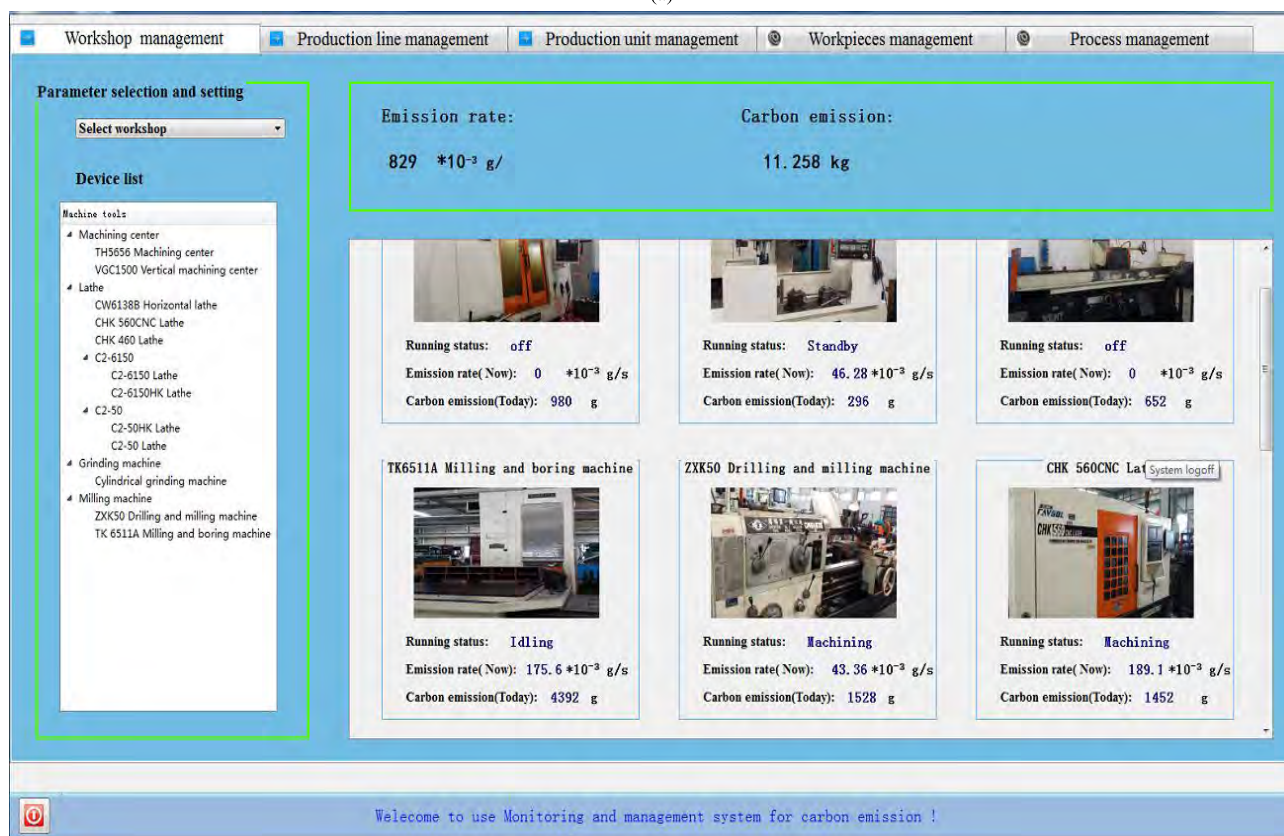 Workshop management
Production line management
Production unit management
Workpieces management
Process management
Parameter selection and setting
Select workshop
Device list
Machine tools
Machining center
TH5656 Machining center
VGC1500 Vertical machining center
Lathe
CW6138B Horizontal lathe
CHK 560CNC Lathe
CHK 460 Lathe
C2-6150
C2-6150 Lathe
C2-6150HK Lathe
C2-50
C2-50HK Lathe
C2-50 Lathe
Grinding machine
Cylindrical grinding machine
Milling machine
ZXK50 Drilling and milling machine
TK 6511A Milling and boring machine
Emission rate:
829 *10⁻³ g/
Carbon emission:
11.258 kg
Running status: off
Emission rate( Now): 0 *10⁻³ g/s
Carbon emission(Today): 980 g
Running status: Standby
Emission rate( Now): 46.28 *10⁻³ g/s
Carbon emission(Today): 296 g
Running status: off
Emission rate( Now): 0 *10⁻³ g/s
Carbon emission(Today): 652 g
TK6511A Milling and boring machine
Running status: Idling
Emission rate( Now): 175.6 *10⁻³ g/s
Carbon emission(Today): 4392 g
ZXK50 Drilling and milling machine
Running status: Machining
Emission rate( Now): 43.36 *10⁻³ g/s
Carbon emission(Today): 1528 g
CHK 560CNC Lat
System logoff
CHK560
Running status: Machining
Emission rate( Now): 189.1 *10⁻³ g/s
Carbon emission(Today): 1452 g
Welecome to use Monitoring and management system for carbon emission !